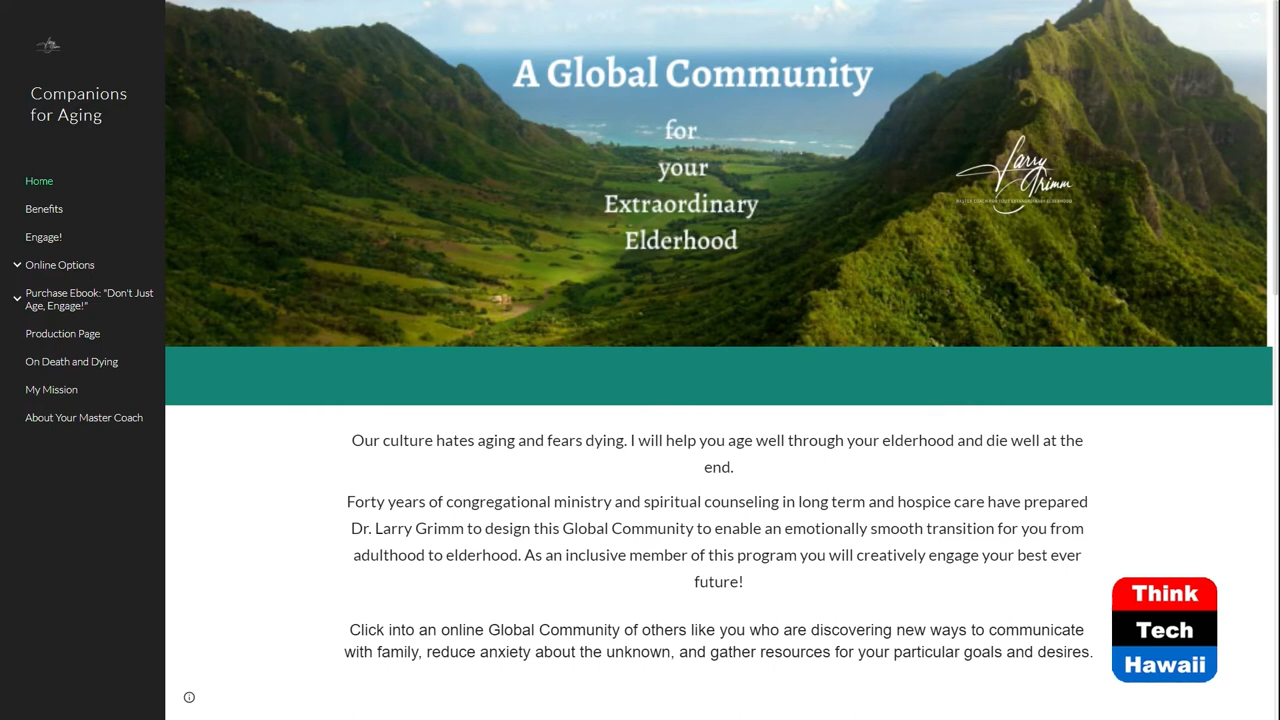 Companions
for Aging
Home
Benefits
Engage!
Online Options
Purchase Ebook: "Don't Just
Age, Engage!"
Production Page
On Death and Dying
My Mission
About Your Master Coach
A Global Community
for
your
Extraordinary
Elderhood
Larry
Grimm
MASTER COACH FOR YOUR EXTRAORDINARY ELDERHOOD
Our culture hates aging and fears dying. I will help you age well through your elderhood and die well at the
end.
Forty years of congregational ministry and spiritual counseling in long term and hospice care have prepared
Dr. Larry Grimm to design this Global Community to enable an emotionally smooth transition for you from
adulthood to elderhood. As an inclusive member of this program you will creatively engage your best ever
future!
Click into an online Global Community of others like you who are discovering new ways to communicate
with family, reduce anxiety about the unknown, and gather resources for your particular goals and desires.
Think
Tech
Hawaii